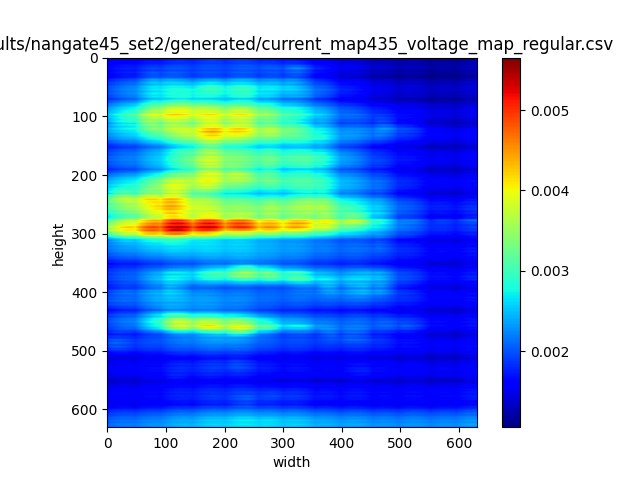 ults/nangate45_set2/generated/current_map435_voltage_map_regular.csv
0
100
200
300
400
500
600
height
0 100 200 300 400 500 600
width
0.005
0.004
0.003
0.002